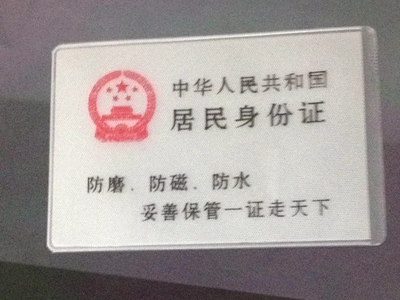 中华人民共和国
居民身份证
防磨、防磁、防水
妥善保管一证走天下